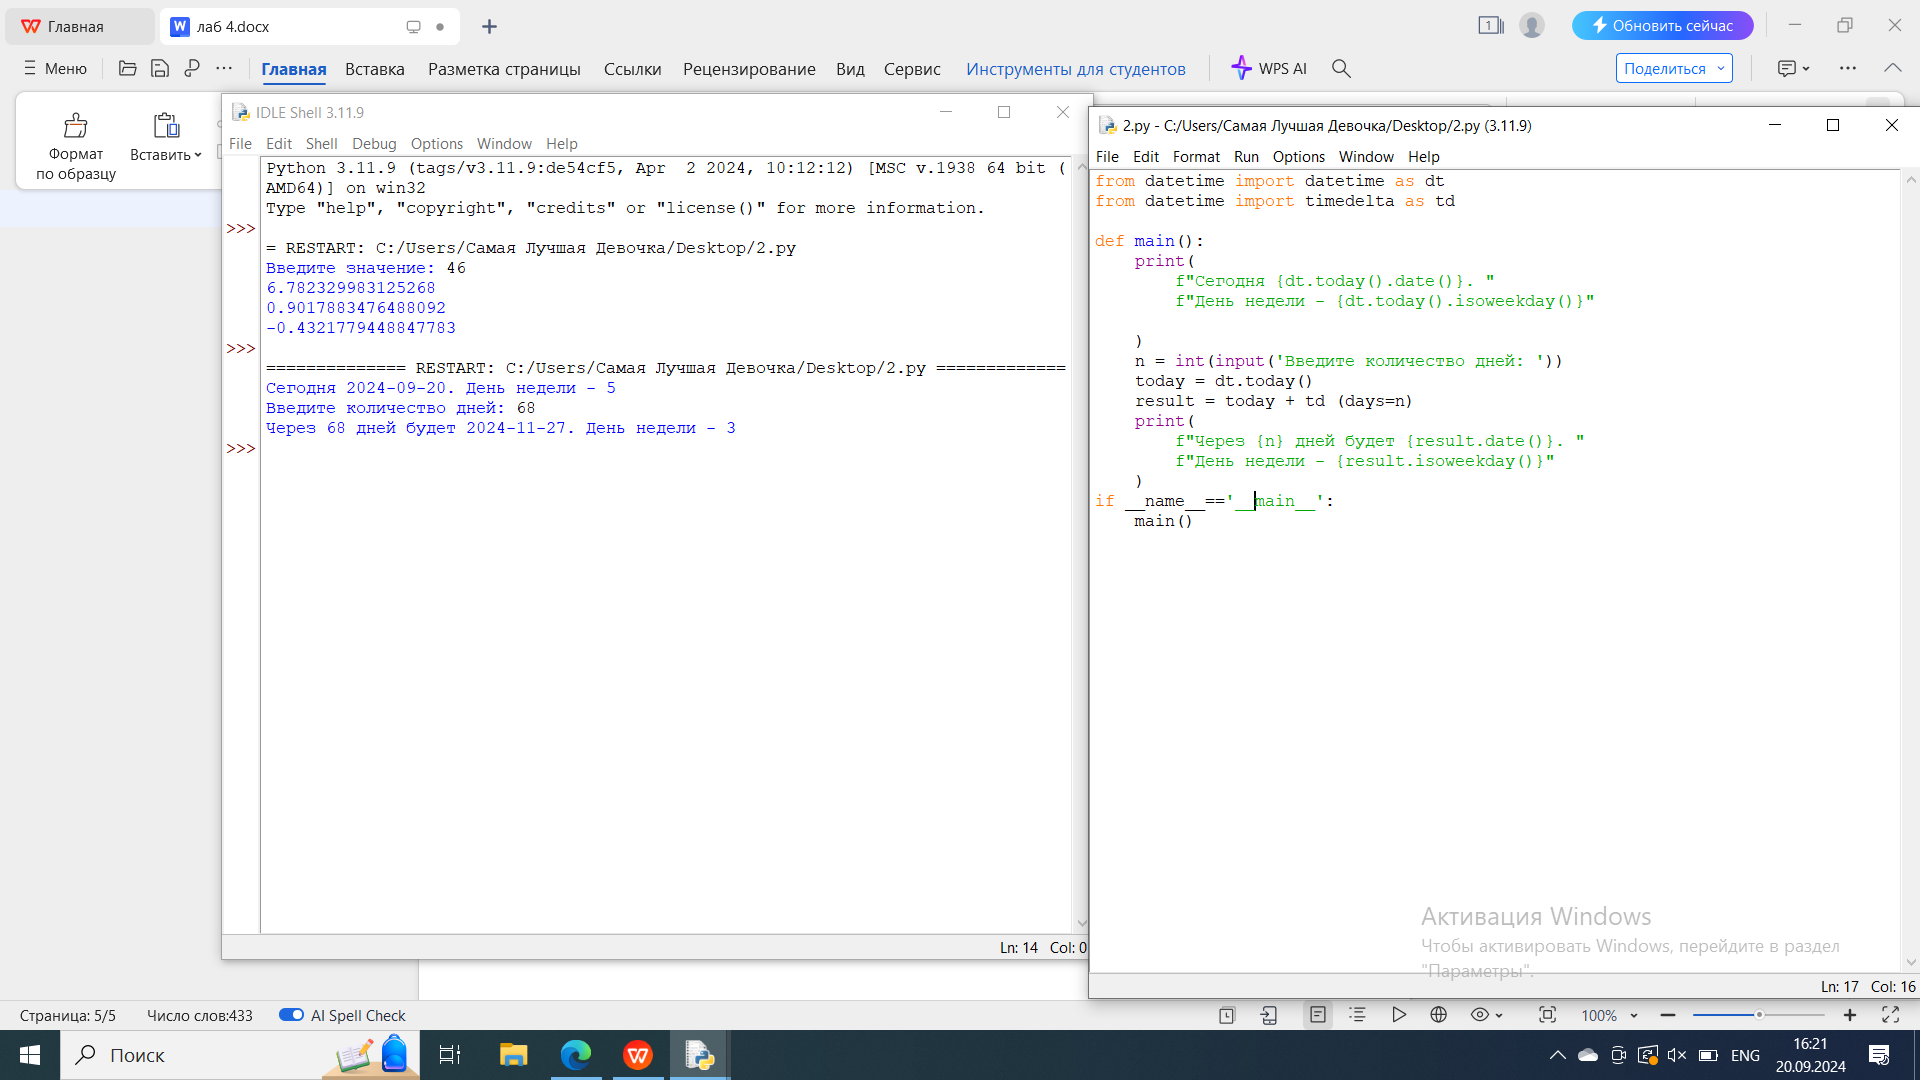 Главная
лаб 4.docx
1
Обновить сейчас
Меню
Главная
Вставка
Разметка страницы
Ссылки
Рецензирование
Вид
Сервис
Инструменты для студентов
WPS AI
Поделиться
Формат
по образцу
Вставить
IDLE Shell 3.11.9
File Edit Shell Debug Options Window Help
Python 3.11.9 (tags/v3.11.9:de54cf5, Apr  2 2024, 10:12:12) [MSC v.1938 64 bit (
AMD64)] on win32
Type "help", "copyright", "credits" or "license()" for more information.
>>>
= RESTART: C:/Users/Самая Лучшая Девочка/Desktop/2.py
Введите значение: 46
6.782329983125268
0.9017883476488092
-0.4321779448847783
>>>
============== RESTART: C:/Users/Самая Лучшая Девочка/Desktop/2.py =============
Сегодня 2024-09-20. День недели - 5
Введите количество дней: 68
Через 68 дней будет 2024-11-27. День недели - 3
>>>
Ln: 14 Col: 0
2.py - C:/Users/Самая Лучшая Девочка/Desktop/2.py (3.11.9)
File Edit Format Run Options Window Help
from datetime import datetime as dt
from datetime import timedelta as td
def main():
    print(
        f"Сегодня {dt.today().date()}. "
        f"День недели - {dt.today().isoweekday()}"
    )
    n = int(input('Введите количество дней: '))
    today = dt.today()
    result = today + td (days=n)
    print(
        f"Через {n} дней будет {result.date()}. "
        f"День недели - {result.isoweekday()}"
    )
if __name__=='__main__':
    main()
Активация Windows
Чтобы активировать Windows, перейдите в раздел
"Параметры".
Ln: 17 Col: 16
Страница: 5/5
Число слов:433
AI Spell Check
100%
Поиск
ENG
16:21
20.09.2024